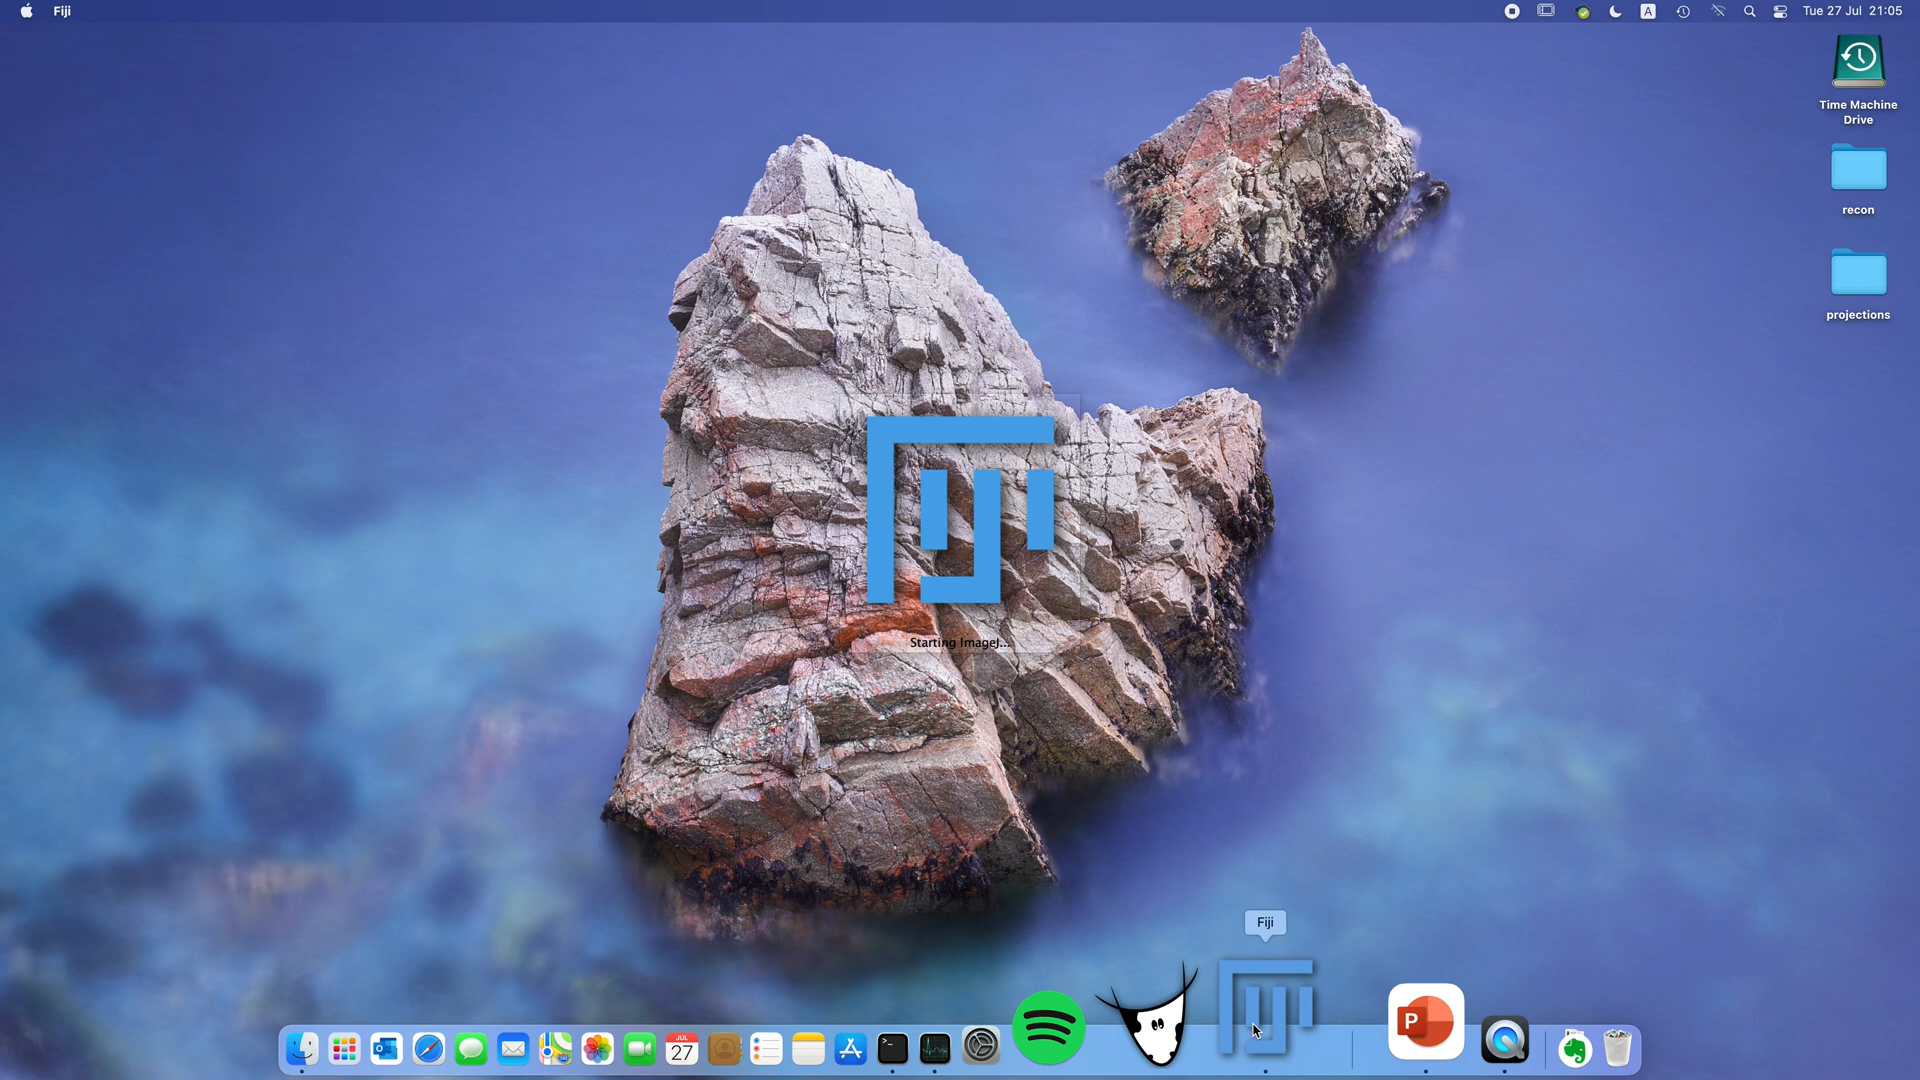 Fiji
A
Tue 27 Jul 21:05
Time Machine
Drive
recon
projections
Starting ImageJ...
Fiji
JUL
27
P